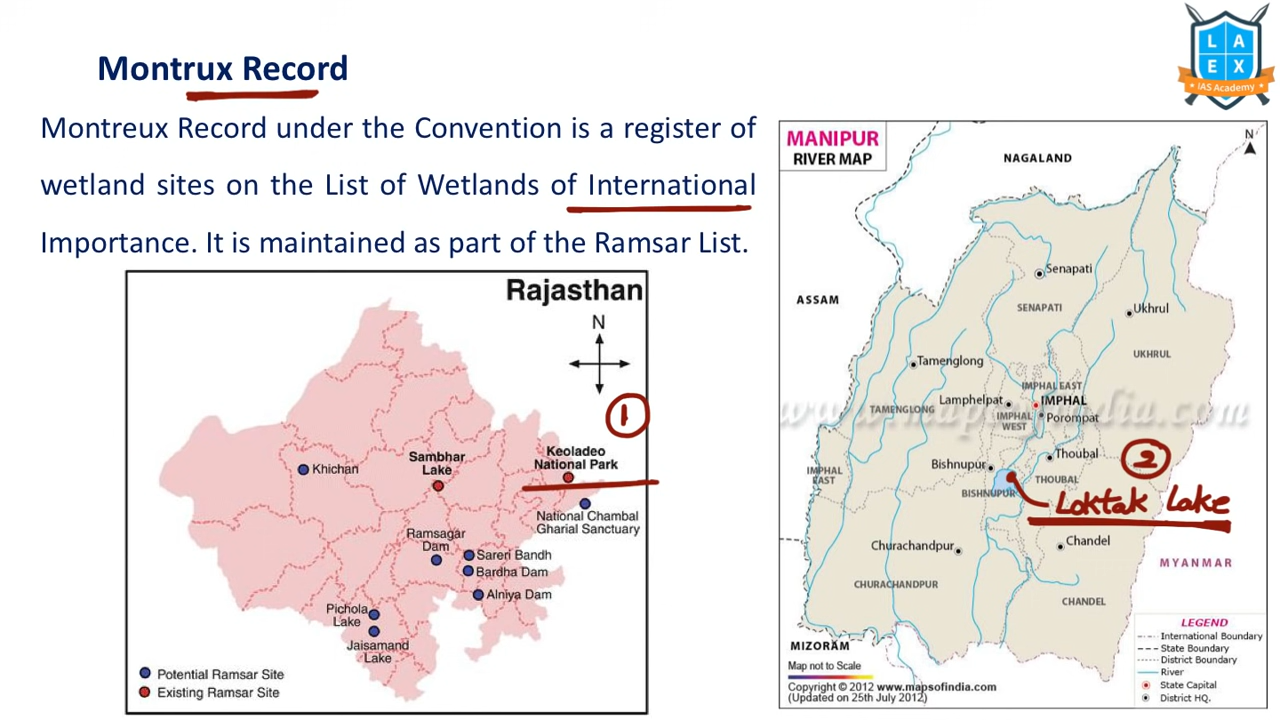 Montrux Record
L A
E X
IAS Academy
Montreux Record under the Convention is a register of
wetland sites on the List of Wetlands of International
Importance. It is maintained as part of the Ramsar List.
Rajasthan
N
1
Keoladeo
National Park
Khichan
Sambhar
Lake
National Chambal
Gharial Sanctuary
Ramsagar
Dam
Sareri Bandh
Bardha Dam
Alniya Dam
Pichola
Lake
Jaisamand
Lake
Potential Ramsar Site
Existing Ramsar Site
MANIPUR
RIVER MAP
N
NAGALAND
ASSAM
Senapati
SENAPATI
Ukhrul
UKHRUL
Tamenglong
TAMENGLONG
IMPHAL EAST
Lamphelpat
IMPHAL
IMPHAL
WEST
Porompat
www.mapsofindia.com
Thoubal
THOUBAL
2
Bishnupur
BISHNUPUR
IMPHAL
EAST
Loktak Lake
Churachandpur
CHURACHANDPUR
Chandel
CHANDEL
MYANMAR
MIZORAM
Map not to Scale
Copyright © 2012 www.mapsofindia.com
(Updated on 25th July 2012)
LEGEND
International Boundary
State Boundary
District Boundary
River
State Capital
District HQ.